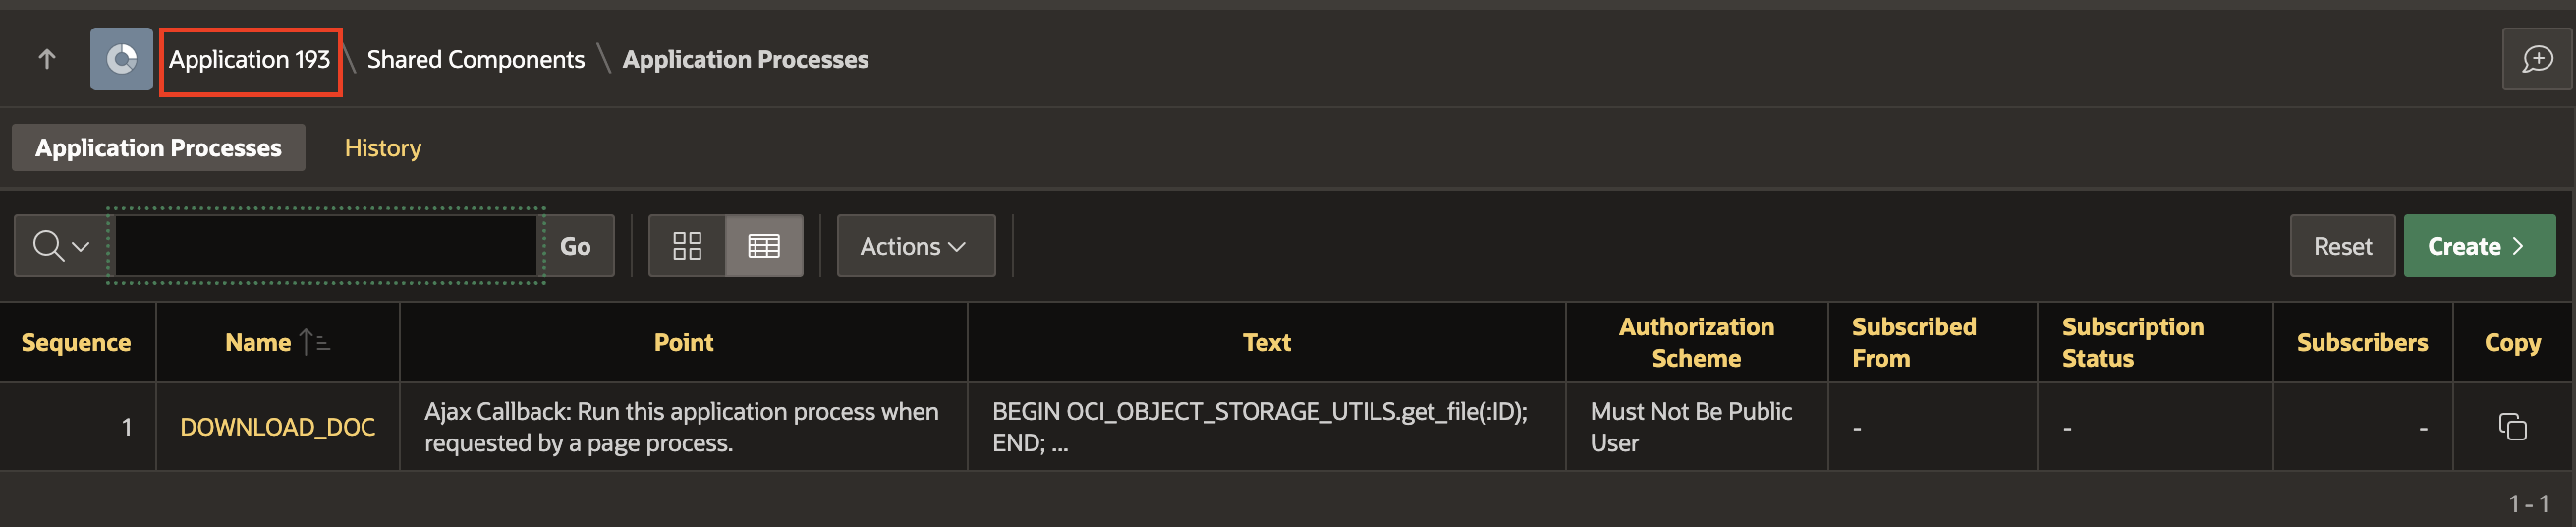 Application 193 \ Shared Components \ Application Processes
Application Processes History
Go Actions Reset Create
Sequence Name Point Text Authorization Scheme Subscribed From Subscription Status Subscribers Copy
1 DOWNLOAD_DOC Ajax Callback: Run this application process when requested by a page process. BEGIN OCI_OBJECT_STORAGE_UTILS.get_file(:ID); END; ... Must Not Be Public User - - -
1 - 1